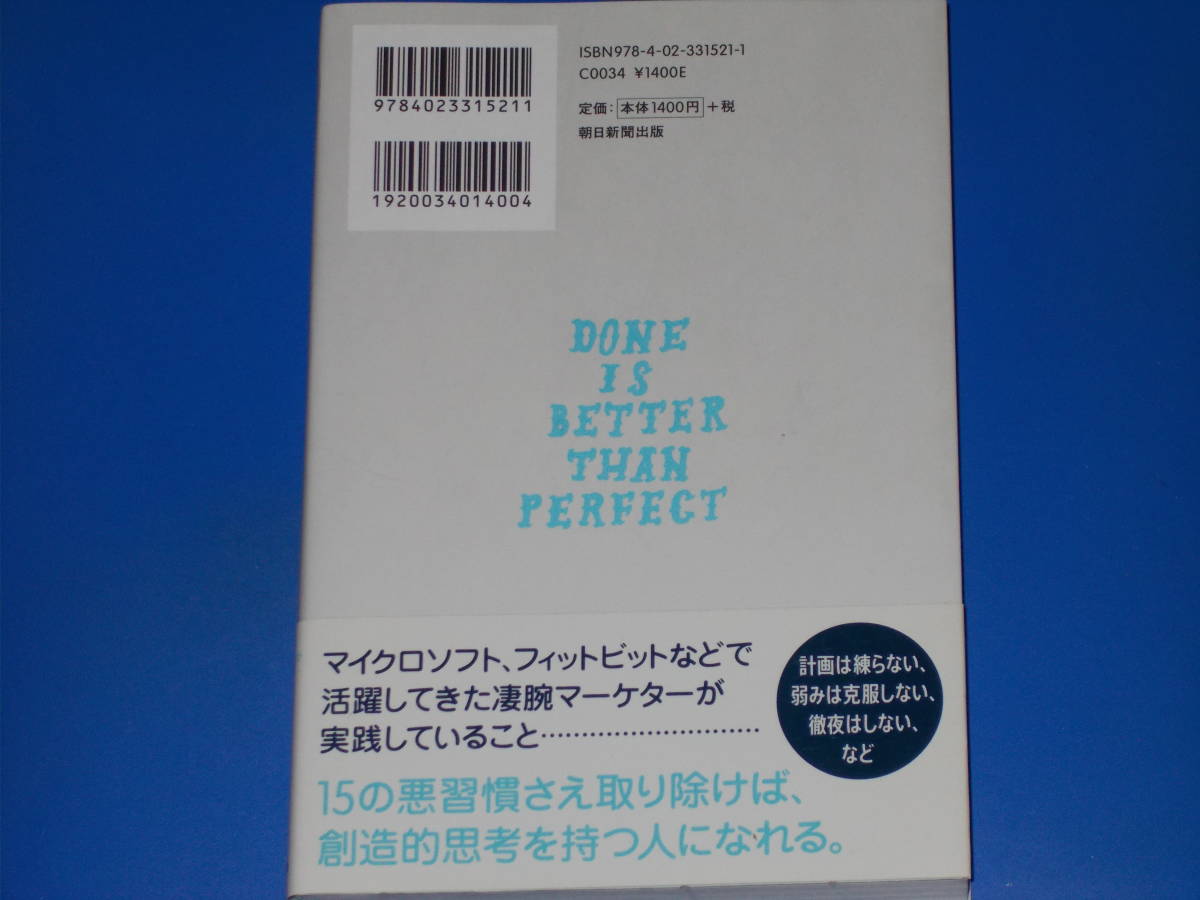 9784023315211
1920034014004
ISBN978-4-02-331521-1
C0034 ¥1400E
定価：本体1400円＋税
朝日新聞出版
DONE
IS
BETTER
THAN
PERFECT
マイクロソフト、フィットビットなどで
活躍してきた凄腕マーケターが
実践していること…………………………
計画は練らない、
弱みは克服しない、
徹夜はしない、
など
15の悪習慣さえ取り除けば、
創造的思考を持つ人になれる。